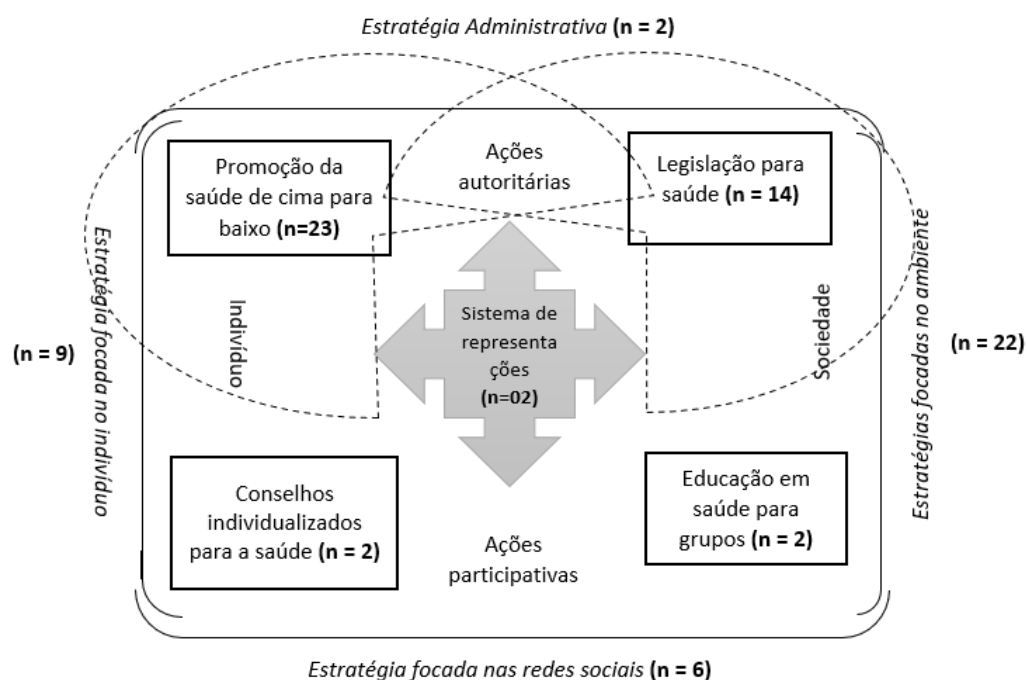 Estratégia Administrativa (n = 2)
Promoção da
saúde de cima para
baixo (n=23)
Ações
autoritárias
Legislação para
saúde (n = 14)
Estratégia focada no indivíduo
(n = 9)
Indivíduo
Sistema de
representa
ções
(n=02)
Sociedade
Estratégias focadas no ambiente
(n = 22)
Conselhos
individualizados
para a saúde (n = 2)
Ações
participativas
Educação em
saúde para
grupos (n = 2)
Estratégia focada nas redes sociais (n = 6)